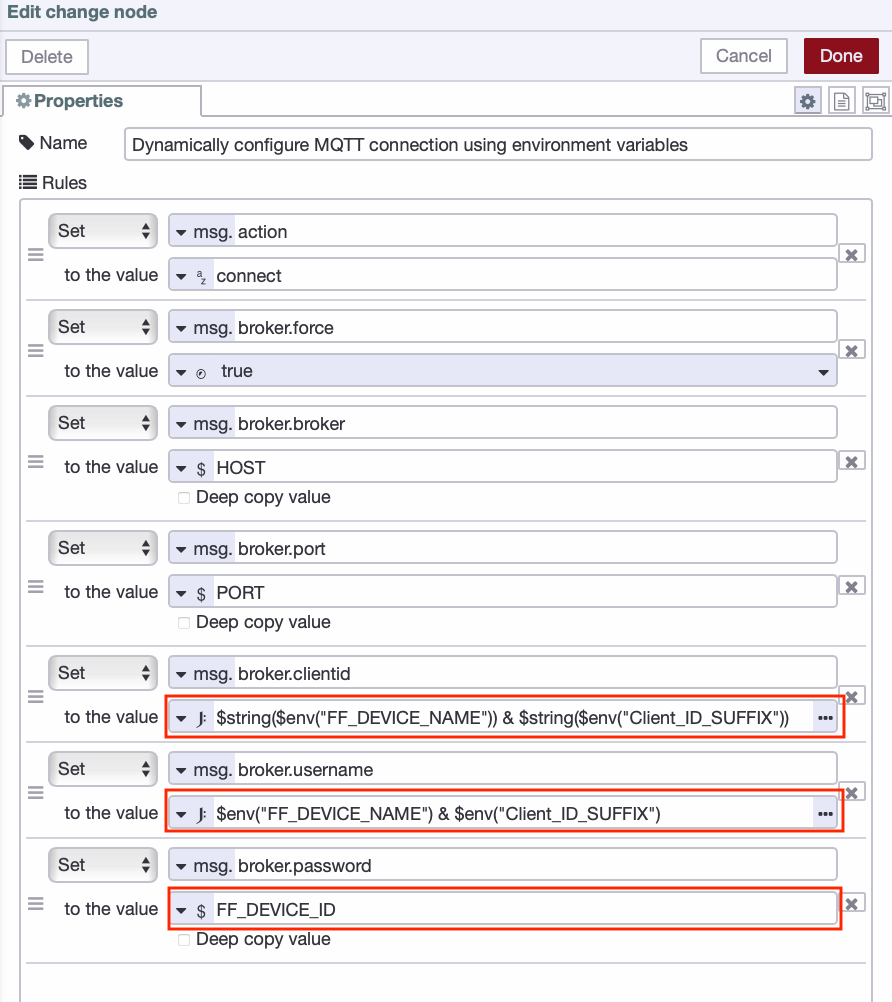 Edit change node
Delete
Cancel
Done
Properties
Name
Dynamically configure MQTT connection using environment variables
Rules
Set
msg. action
to the value
az connect
Set
msg. broker.force
to the value
true
Set
msg. broker.broker
to the value
$ HOST
Deep copy value
Set
msg. broker.port
to the value
$ PORT
Deep copy value
Set
msg. broker.clientid
to the value
J: $string($env("FF_DEVICE_NAME")) & $string($env("Client_ID_SUFFIX"))
Set
msg. broker.username
to the value
J: $env("FF_DEVICE_NAME") & $env("Client_ID_SUFFIX")
Set
msg. broker.password
to the value
$ FF_DEVICE_ID
Deep copy value